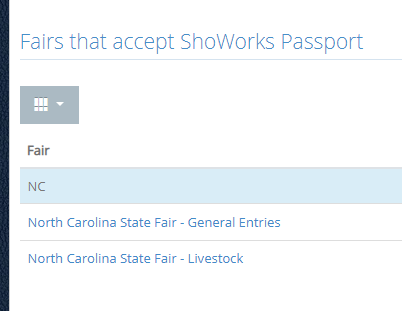 Fairs that accept ShoWorks Passport
Fair
NC
North Carolina State Fair - General Entries
North Carolina State Fair - Livestock